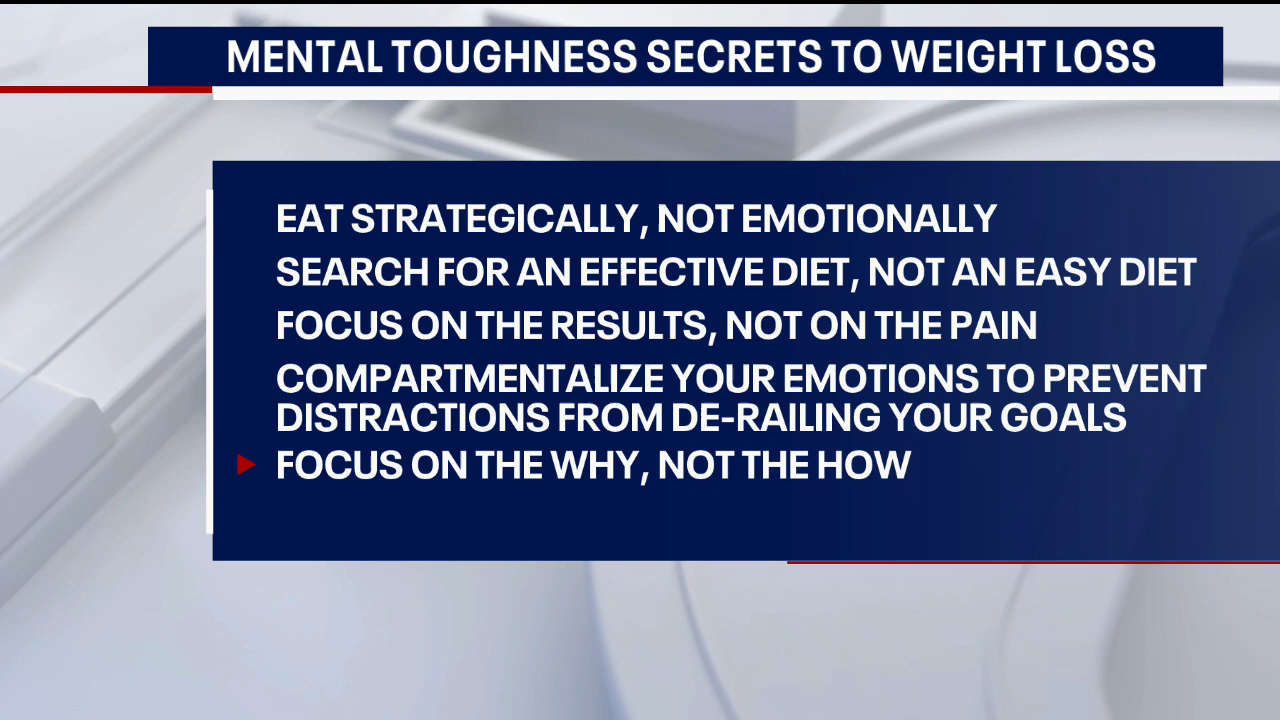 MENTAL TOUGHNESS SECRETS TO WEIGHT LOSS
EAT STRATEGICALLY, NOT EMOTIONALLY
SEARCH FOR AN EFFECTIVE DIET, NOT AN EASY DIET
FOCUS ON THE RESULTS, NOT ON THE PAIN
COMPARTMENTALIZE YOUR EMOTIONS TO PREVENT
DISTRACTIONS FROM DE-RAILING YOUR GOALS
FOCUS ON THE WHY, NOT THE HOW